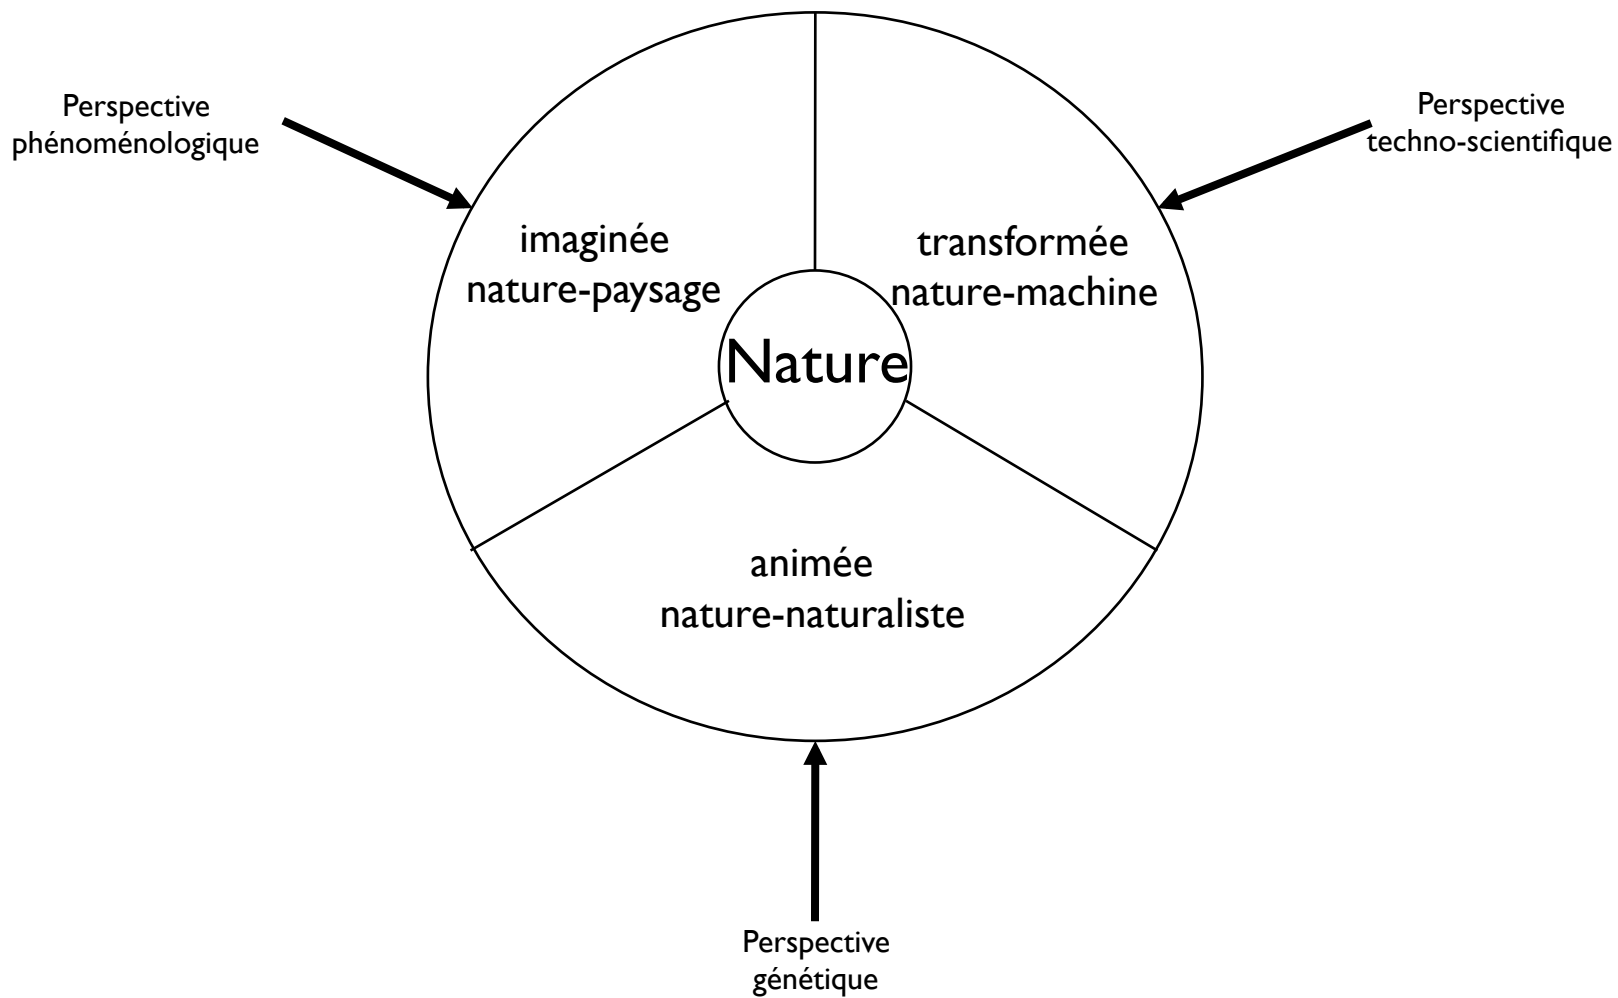 Perspective
phénoménologique
Perspective
techno-scientifique
imaginée
nature-paysage
transformée
nature-machine
Nature
animée
nature-naturaliste
Perspective
génétique